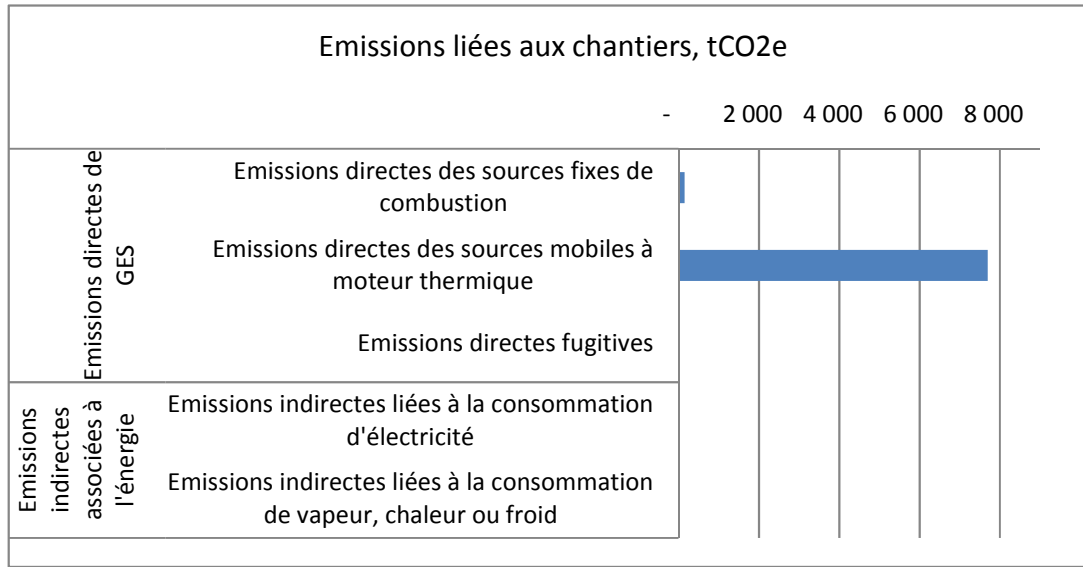 Emissions liées aux chantiers, tCO2e
- 2 000 4 000 6 000 8 000
Emissions directes de
GES
Emissions directes des sources fixes de
combustion
Emissions directes des sources mobiles à
moteur thermique
Emissions directes fugitives
Emissions
indirectes
associées à
l'énergie
Emissions indirectes liées à la consommation
d'électricité
Emissions indirectes liées à la consommation
de vapeur, chaleur ou froid